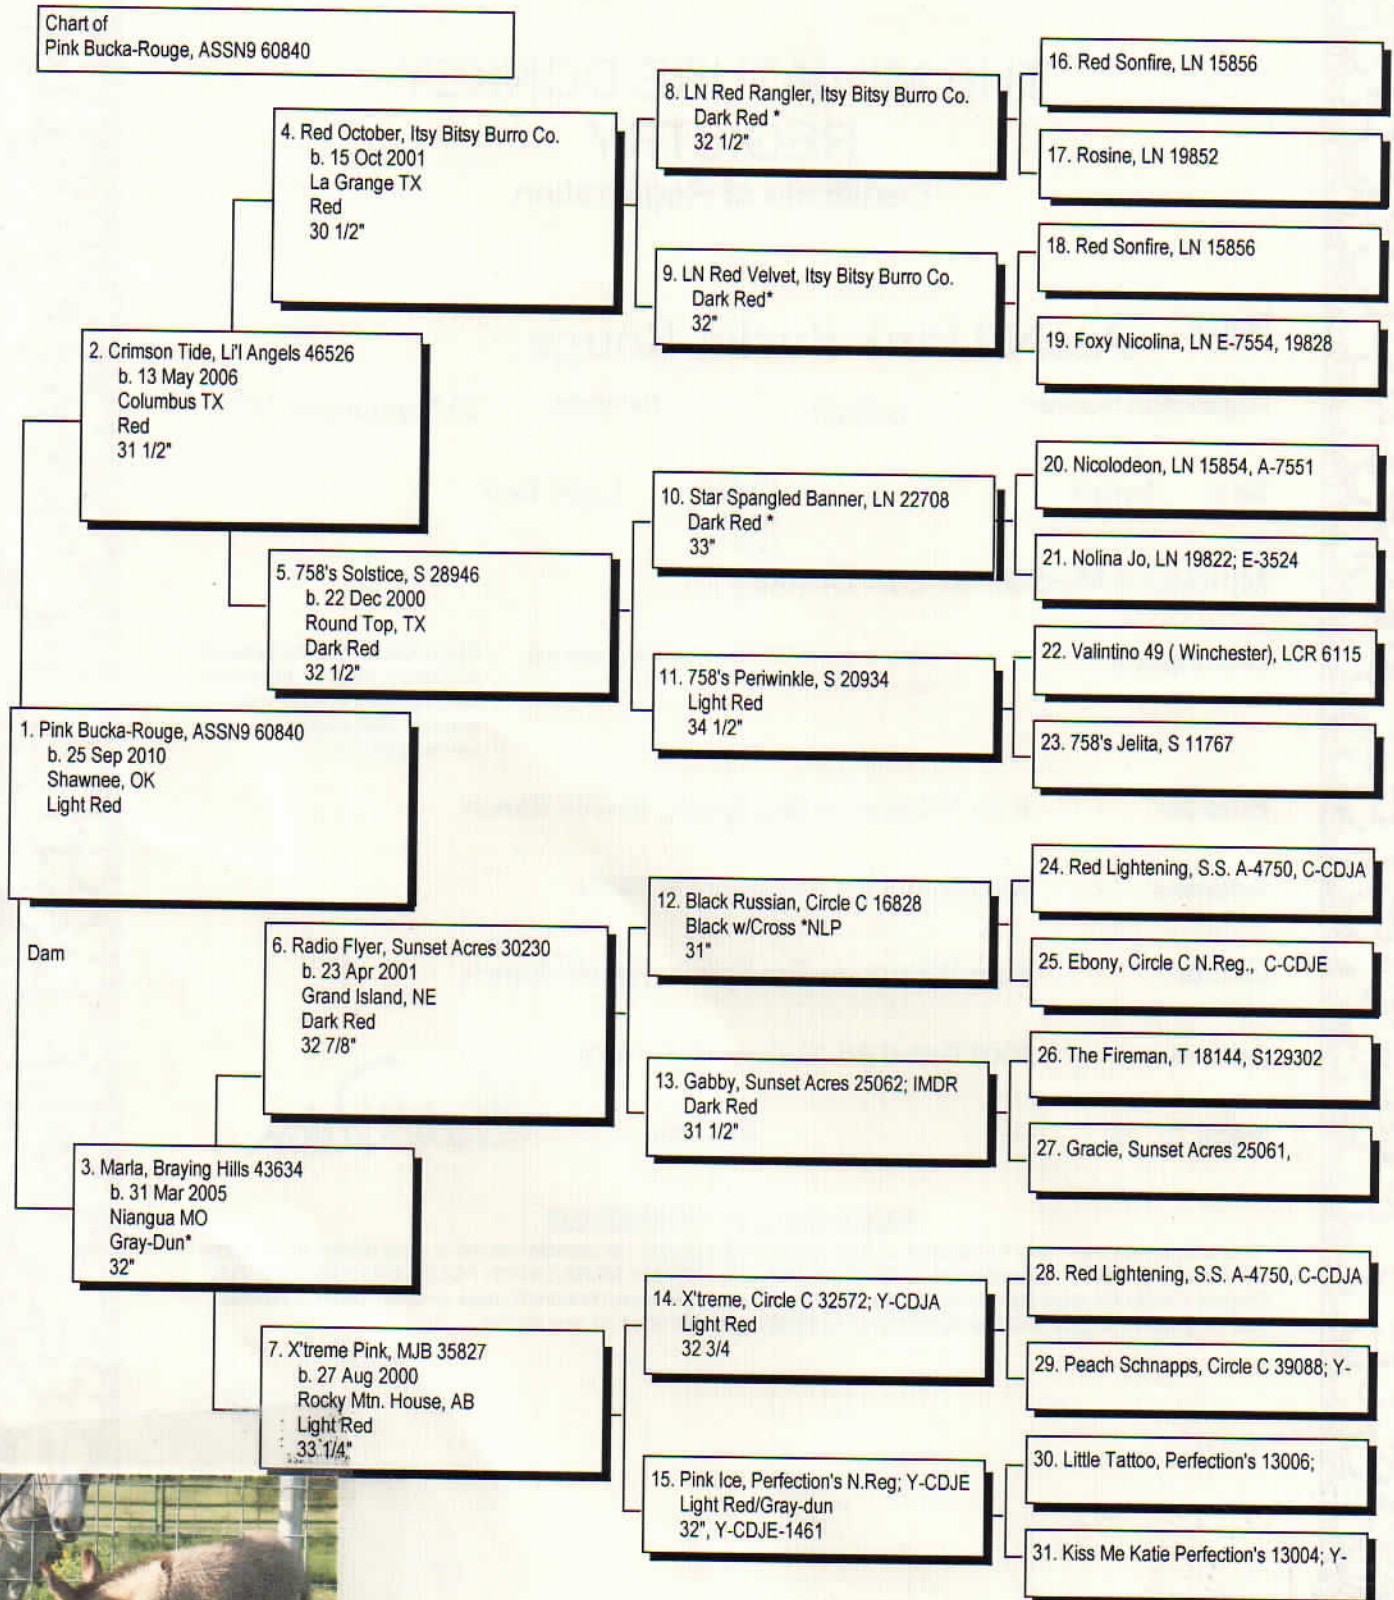 Chart of
Pink Bucka-Rouge, ASSN9 60840
1. Pink Bucka-Rouge, ASSN9 60840
b. 25 Sep 2010
Shawnee, OK
Light Red
Dam
2. Crimson Tide, Li'l Angels 46526
b. 13 May 2006
Columbus TX
Red
31 1/2"
3. Marla, Braying Hills 43634
b. 31 Mar 2005
Niangua MO
Gray-Dun*
32"
4. Red October, Itsy Bitsy Burro Co.
b. 15 Oct 2001
La Grange TX
Red
30 1/2"
5. 758's Solstice, S 28946
b. 22 Dec 2000
Round Top, TX
Dark Red
32 1/2"
6. Radio Flyer, Sunset Acres 30230
b. 23 Apr 2001
Grand Island, NE
Dark Red
32 7/8"
7. X'treme Pink, MJB 35827
b. 27 Aug 2000
Rocky Mtn. House, AB
Light Red
33 1/4"
8. LN Red Rangler, Itsy Bitsy Burro Co.
Dark Red *
32 1/2"
9. LN Red Velvet, Itsy Bitsy Burro Co.
Dark Red*
32"
10. Star Spangled Banner, LN 22708
Dark Red *
33"
11. 758's Periwinkle, S 20934
Light Red
34 1/2"
12. Black Russian, Circle C 16828
Black w/Cross *NLP
31"
13. Gabby, Sunset Acres 25062; IMDR
Dark Red
31 1/2"
14. X'treme, Circle C 32572; Y-CDJA
Light Red
32 3/4
15. Pink Ice, Perfection's N.Reg; Y-CDJE
Light Red/Gray-dun
32", Y-CDJE-1461
16. Red Sonfire, LN 15856
17. Rosine, LN 19852
18. Red Sonfire, LN 15856
19. Foxy Nicolina, LN E-7554, 19828
20. Nicolodeon, LN 15854, A-7551
21. Nolina Jo, LN 19822; E-3524
22. Valintino 49 ( Winchester), LCR 6115
23. 758's Jelita, S 11767
24. Red Lightening, S.S. A-4750, C-CDJA
25. Ebony, Circle C N.Reg., C-CDJE
26. The Fireman, T 18144, S129302
27. Gracie, Sunset Acres 25061,
28. Red Lightening, S.S. A-4750, C-CDJA
29. Peach Schnapps, Circle C 39088; Y-
30. Little Tattoo, Perfection's 13006;
31. Kiss Me Katie Perfection's 13004; Y-